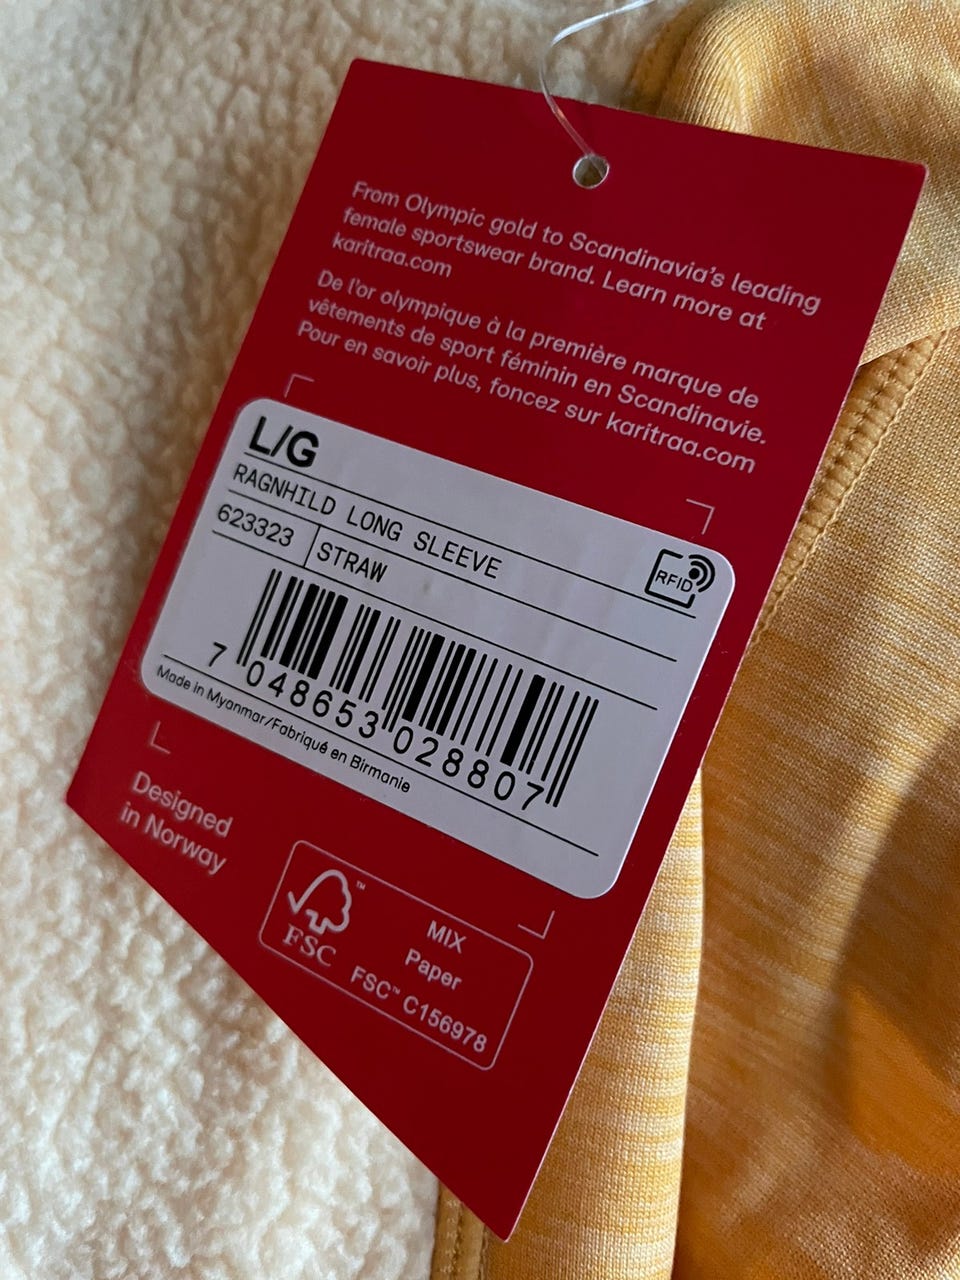 From Olympic gold to Scandinavia's leading
female sportswear brand. Learn more at
karitraa.com
De l'or olympique à la première marque de
vêtements de sport féminin en Scandinavie.
Pour en savoir plus, foncez sur karitraa.com
L/G
RAGNHILD LONG SLEEVE
623323 STRAW
RFID
7 048653 028807
Made in Myanmar/Fabriqué en Birmanie
Designed
in Norway
FSC
MIX
Paper
FSC™ C156978